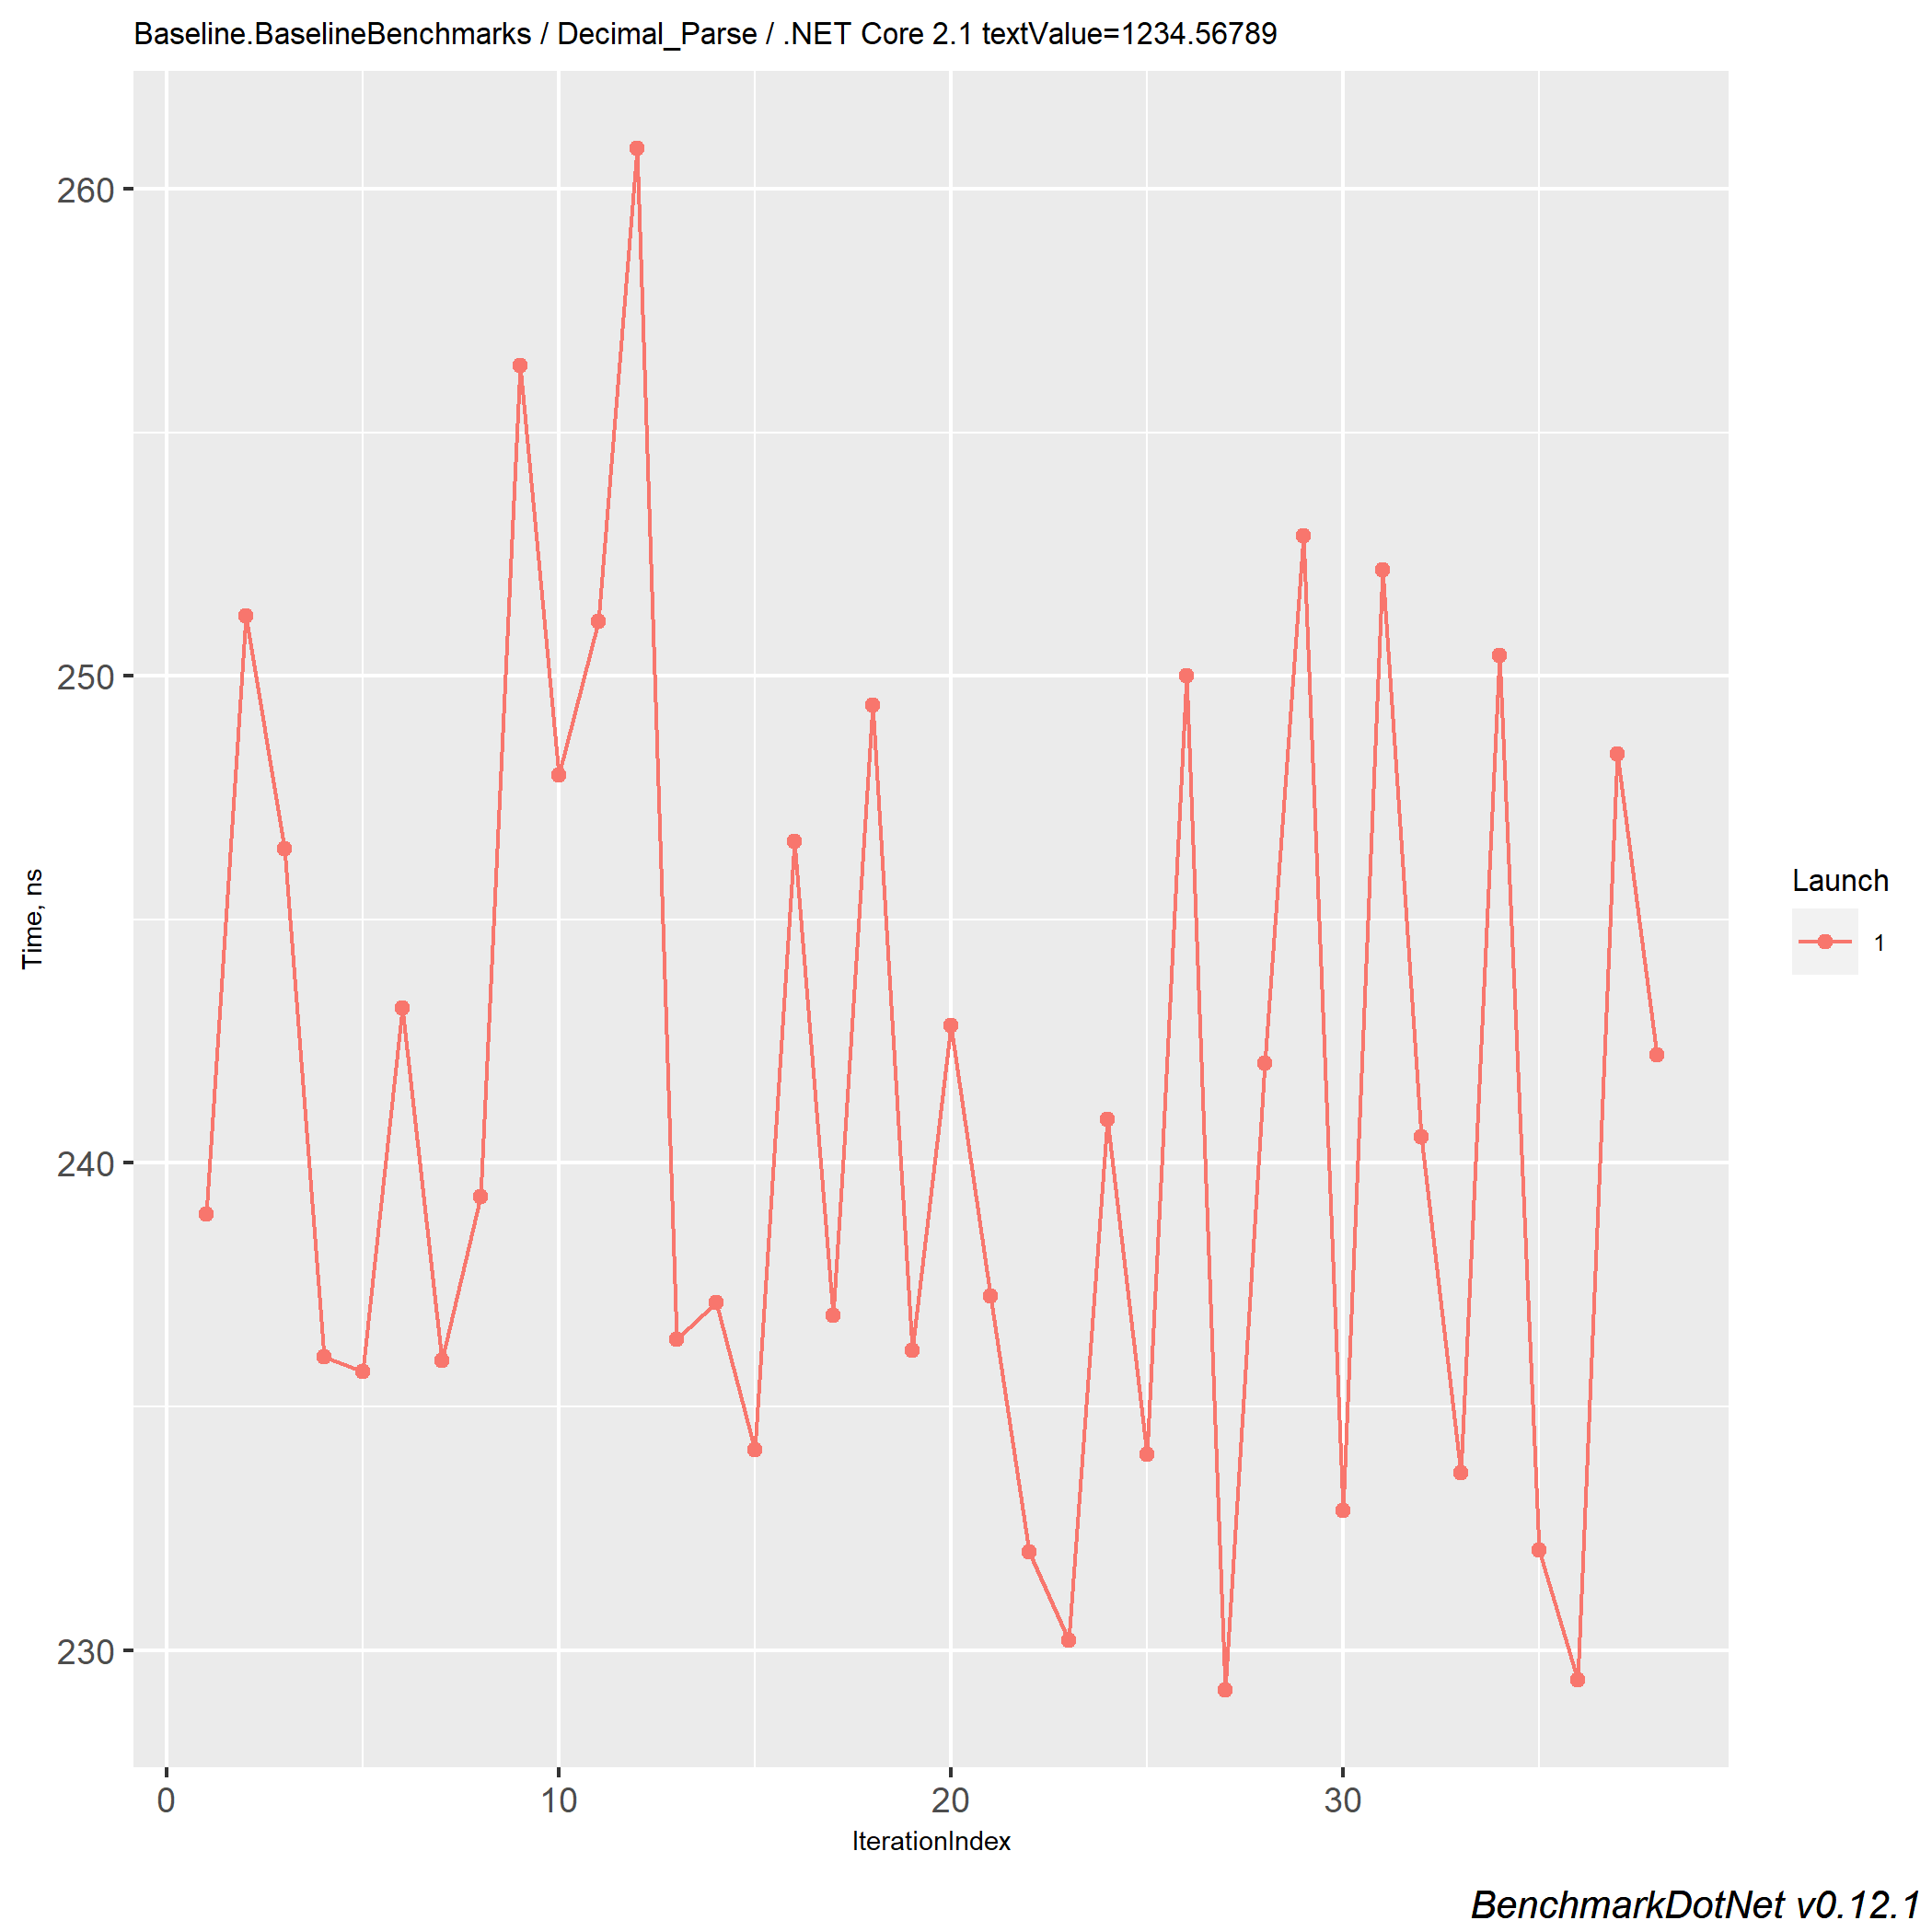 Baseline.BaselineBenchmarks / Decimal_Parse / .NET Core 2.1 textValue=1234.56789
260
250
240
230
Time, ns
0 10 20 30
IterationIndex
Launch
1
BenchmarkDotNet v0.12.1